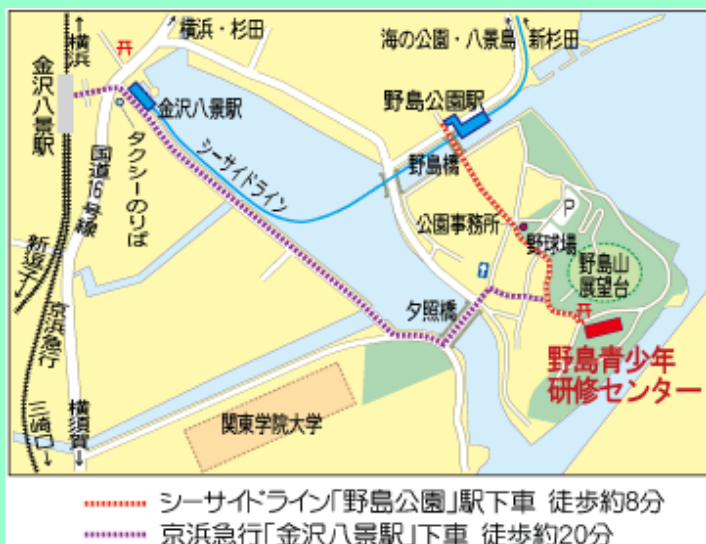 横浜・杉田
海の公園・八景島
新杉田
横浜
金沢八景駅
金沢八景駅
野島公園駅
タクシーのりば
シーサイドライン
国道16号線
野島橋
公園事務所
P
野球場
野島山
展望台
新逗子
京浜急行
夕照橋
野島青少年
研修センター
三崎口
横須賀
関東学院大学
シーサイドライン「野島公園」駅下車 徒歩約8分
京浜急行「金沢八景駅」下車 徒歩約20分